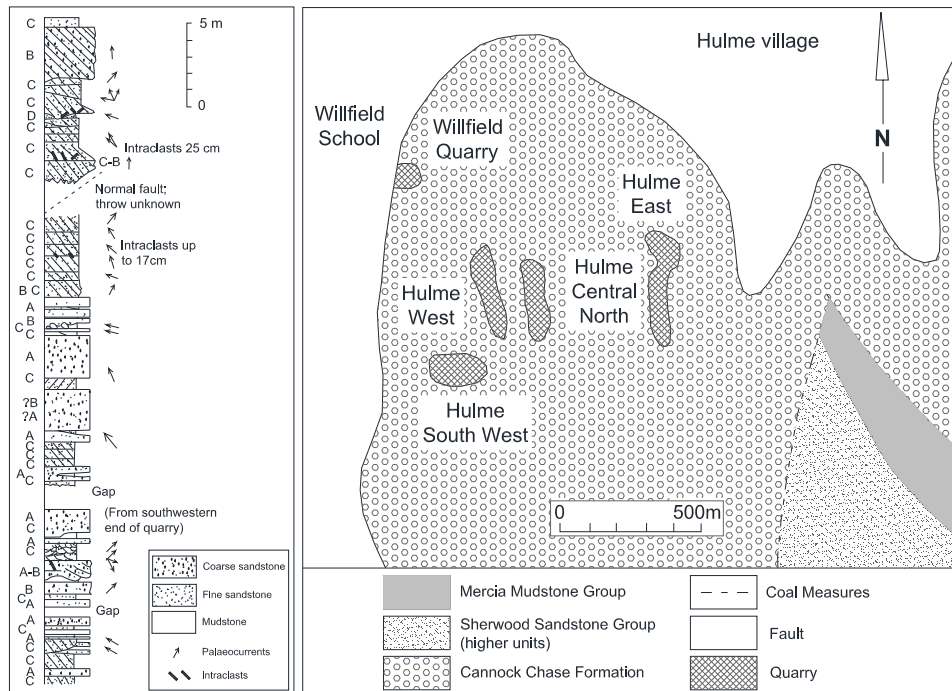 C
5 m
B
C
0
C
D
C
C
Intraclasts 25 cm
C-B
C
Normal fault;
throw unknown
C
C
Intraclasts up
to 17cm
C
C
C
B C
A
B
C
C
A
C
?B
?A
A
C
C
C
A
C
Gap
A
(From southwestern
end of quarry)
C
A
C
A-B
B
C
A
Gap
A
C
A
C
C
A
C
Coarse sandstone
FIne sandstone
Mudstone
Palaeocurrents
Intraclasts
Hulme village
N
Willfield
School
Willfield
Quarry
Hulme
East
Hulme
Central
North
Hulme
West
Hulme
South West
0
500m
Mercia Mudstone Group
Sherwood Sandstone Group
(higher units)
Cannock Chase Formation
Coal Measures
Fault
Quarry